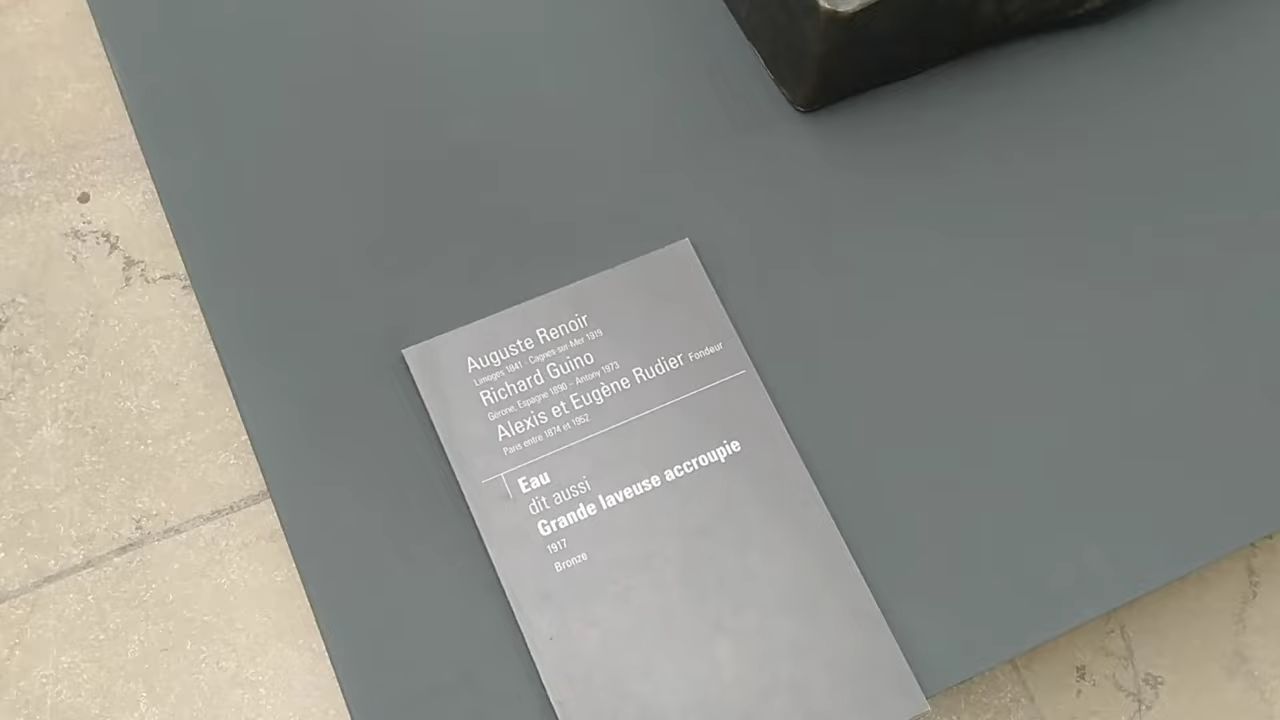 Auguste Renoir
Limoges 1841 - Cagnes-sur-Mer 1919
Richard Guino
Gérone, Espagne 1890 – Antony 1973
Alexis et Eugène Rudier Fondeur
Paris entre 1874 et 1952
Eau
dit aussi
Grande laveuse accroupie
1917
Bronze